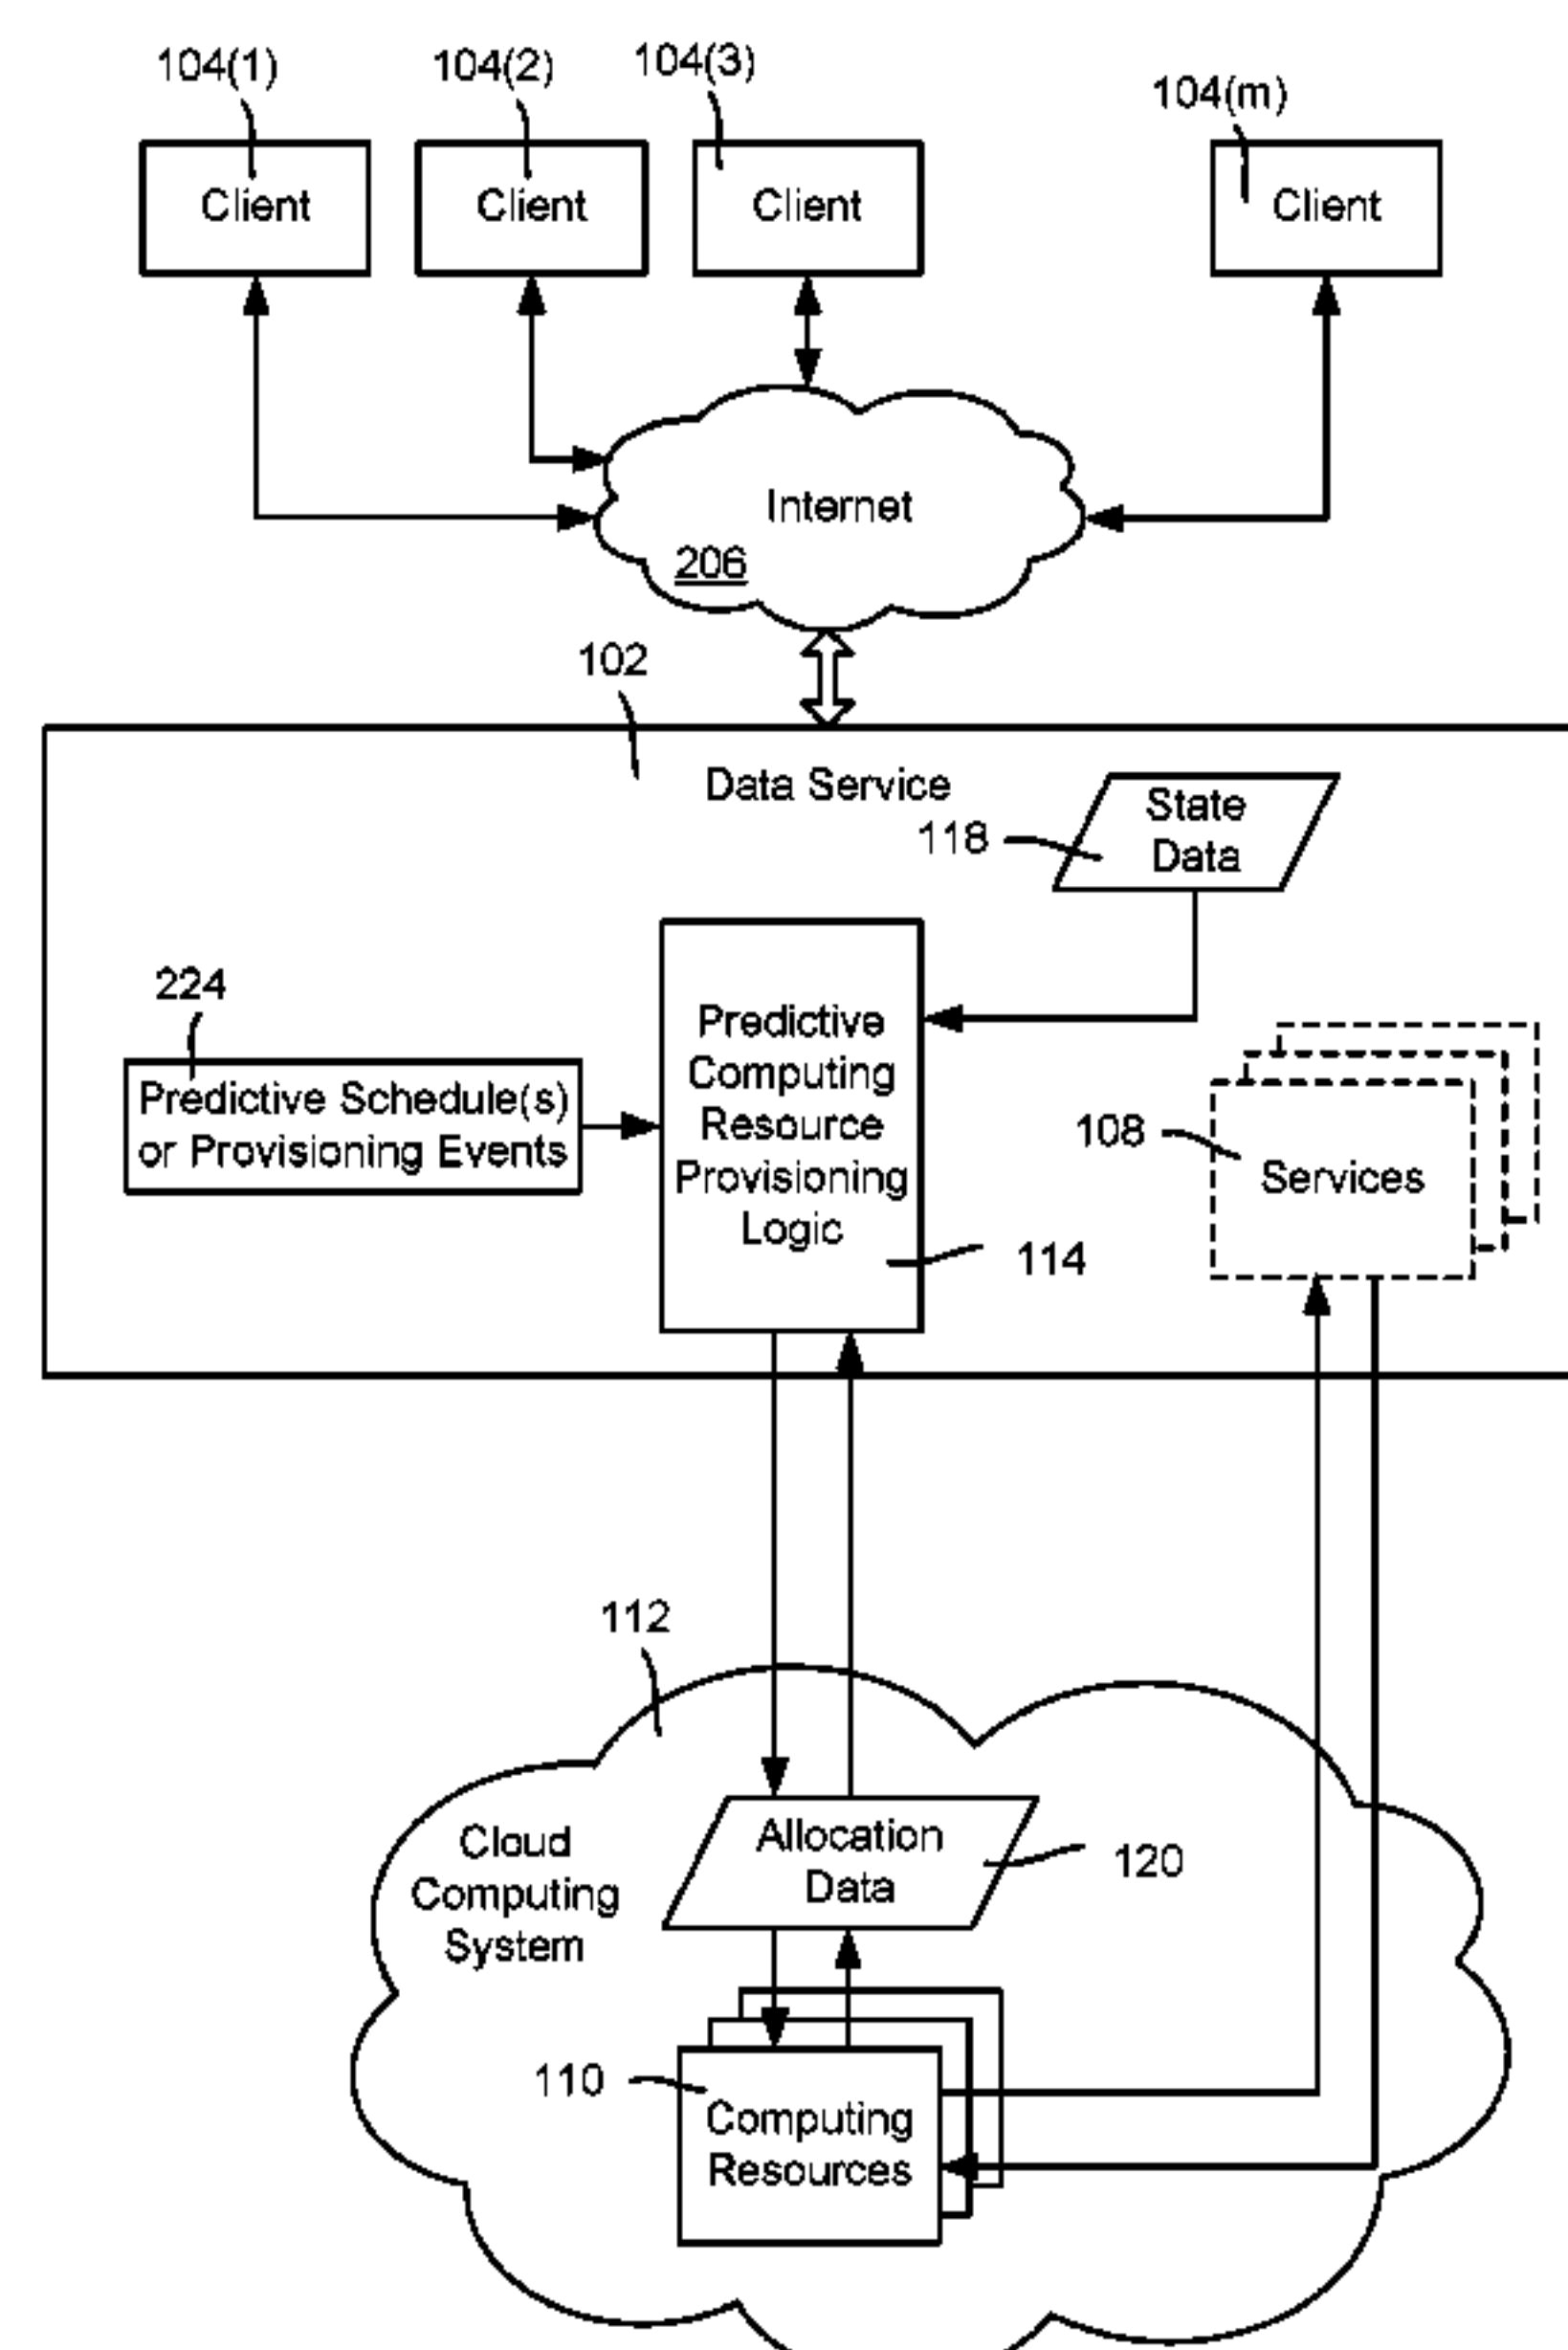 104(1)
104(2)
104(3)
104(m)
Client
Client
Client
Client
Internet
206
102
Data Service
State
Data
118
224
Predictive Schedule(s)
or Provisioning Events
Predictive
Computing
Resource
Provisioning
Logic
114
108
Services
112
Cloud
Computing
System
Allocation
Data
120
110
Computing
Resources